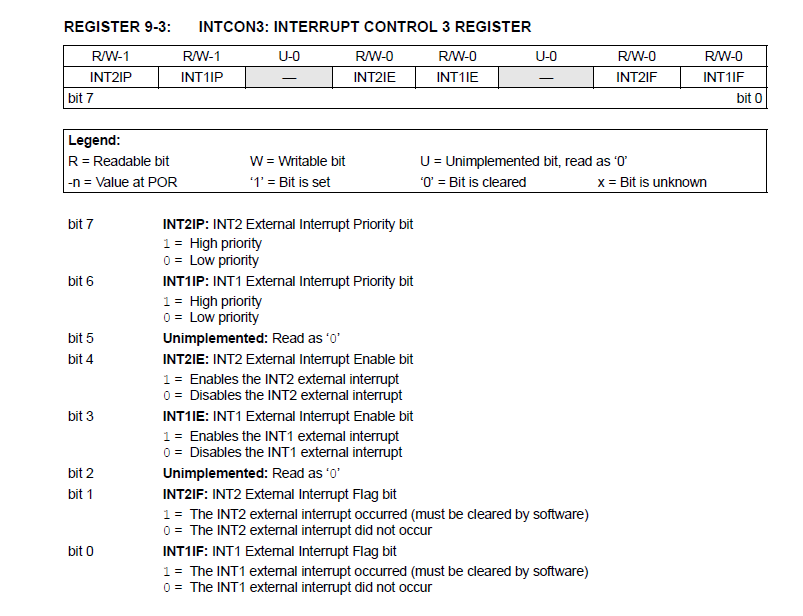 REGISTER 9-3: INTCON3: INTERRUPT CONTROL 3 REGISTER
R/W-1 R/W-1 U-0 R/W-0 R/W-0 U-0 R/W-0 R/W-0
INT2IP INT1IP — INT2IE INT1IE — INT2IF INT1IF
bit 7 bit 0
Legend:
R = Readable bit W = Writable bit U = Unimplemented bit, read as ‘0’
-n = Value at POR ‘1’ = Bit is set ‘0’ = Bit is cleared x = Bit is unknown
bit 7 INT2IP: INT2 External Interrupt Priority bit
1 = High priority
0 = Low priority
bit 6 INT1IP: INT1 External Interrupt Priority bit
1 = High priority
0 = Low priority
bit 5 Unimplemented: Read as ‘0’
bit 4 INT2IE: INT2 External Interrupt Enable bit
1 = Enables the INT2 external interrupt
0 = Disables the INT2 external interrupt
bit 3 INT1IE: INT1 External Interrupt Enable bit
1 = Enables the INT1 external interrupt
0 = Disables the INT1 external interrupt
bit 2 Unimplemented: Read as ‘0’
bit 1 INT2IF: INT2 External Interrupt Flag bit
1 = The INT2 external interrupt occurred (must be cleared by software)
0 = The INT2 external interrupt did not occur
bit 0 INT1IF: INT1 External Interrupt Flag bit
1 = The INT1 external interrupt occurred (must be cleared by software)
0 = The INT1 external interrupt did not occur